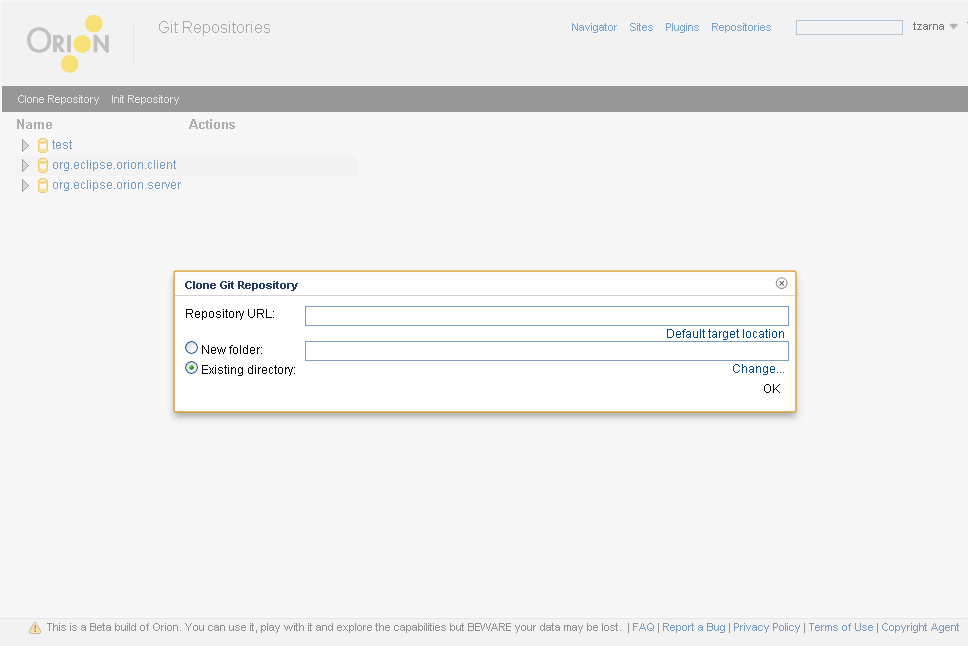 ORION
Git Repositories
Navigator Sites Plugins Repositories tzarna
Clone Repository Init Repository
Name Actions
test
org.eclipse.orion.client
org.eclipse.orion.server
Clone Git Repository
Repository URL:
Default target location
New folder:
Existing directory: Change...
OK
This is a Beta build of Orion. You can use it, play with it and explore the capabilities but BEWARE your data may be lost. | FAQ | Report a Bug | Privacy Policy | Terms of Use | Copyright Agent